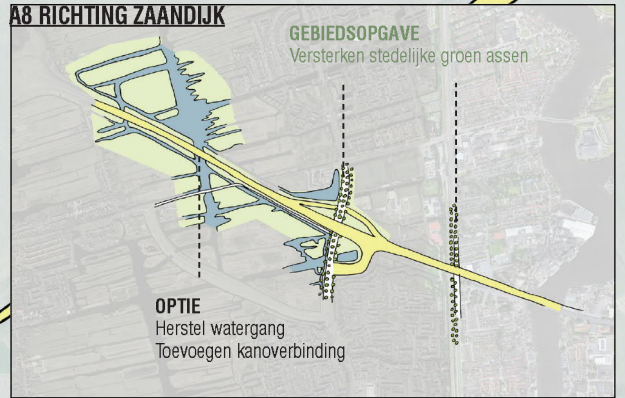 A8 RICHTING ZAANDIJK
GEBIEDSOPGAVE
Versterken stedelijke groen assen
OPTIE
Herstel watergang
Toevoegen kanoverbinding